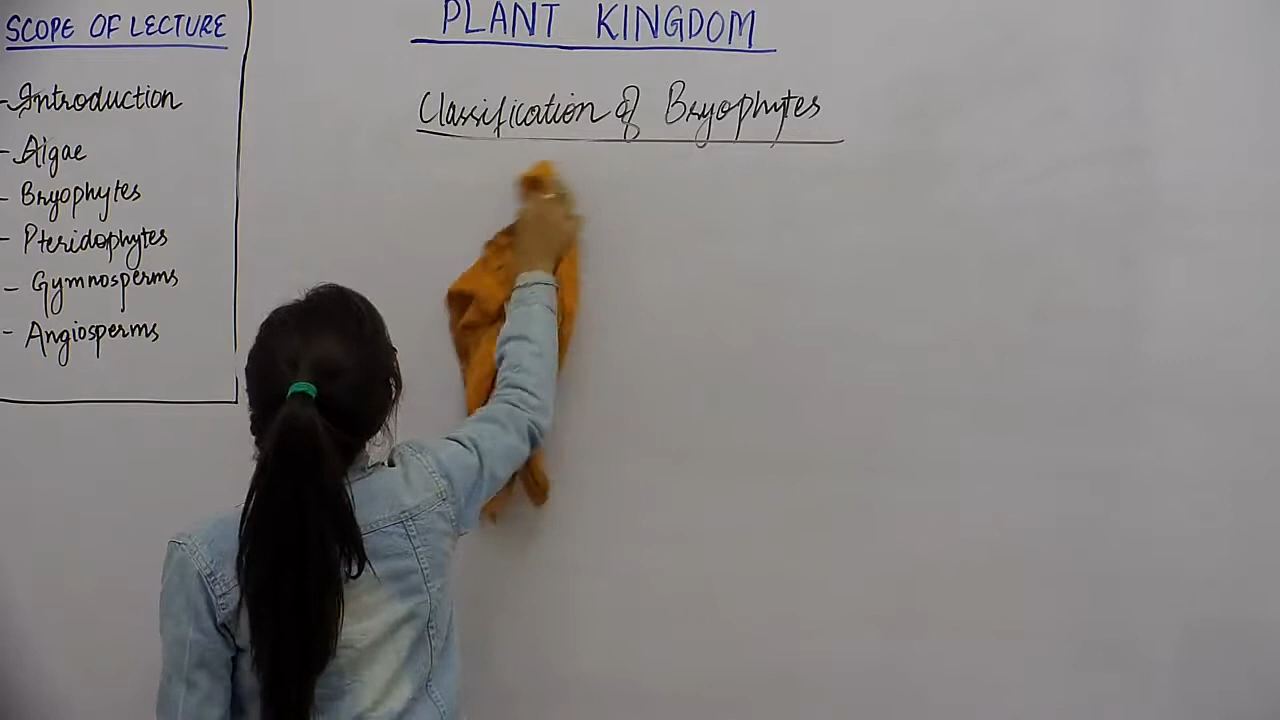 SCOPE OF LECTURE
- Introduction
- Algae
- Bryophytes
- Pteridophytes
- Gymnosperms
- Angiosperms
PLANT KINGDOM
Classification of Bryophytes